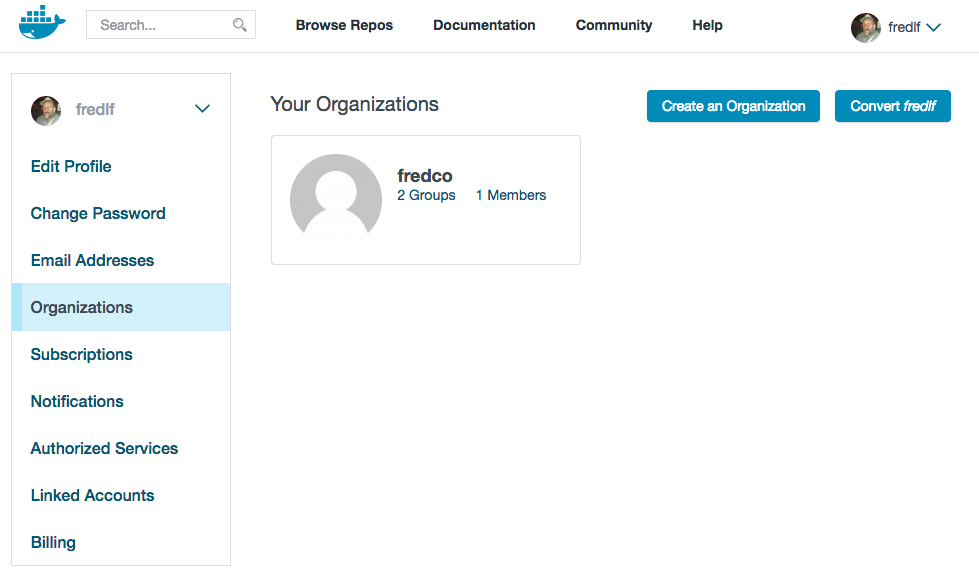 Search...
Browse Repos
Documentation
Community
Help
fredlf
fredlf
Edit Profile
Change Password
Email Addresses
Organizations
Subscriptions
Notifications
Authorized Services
Linked Accounts
Billing
Your Organizations
Create an Organization
Convert fredlf
fredco
2 Groups 1 Members